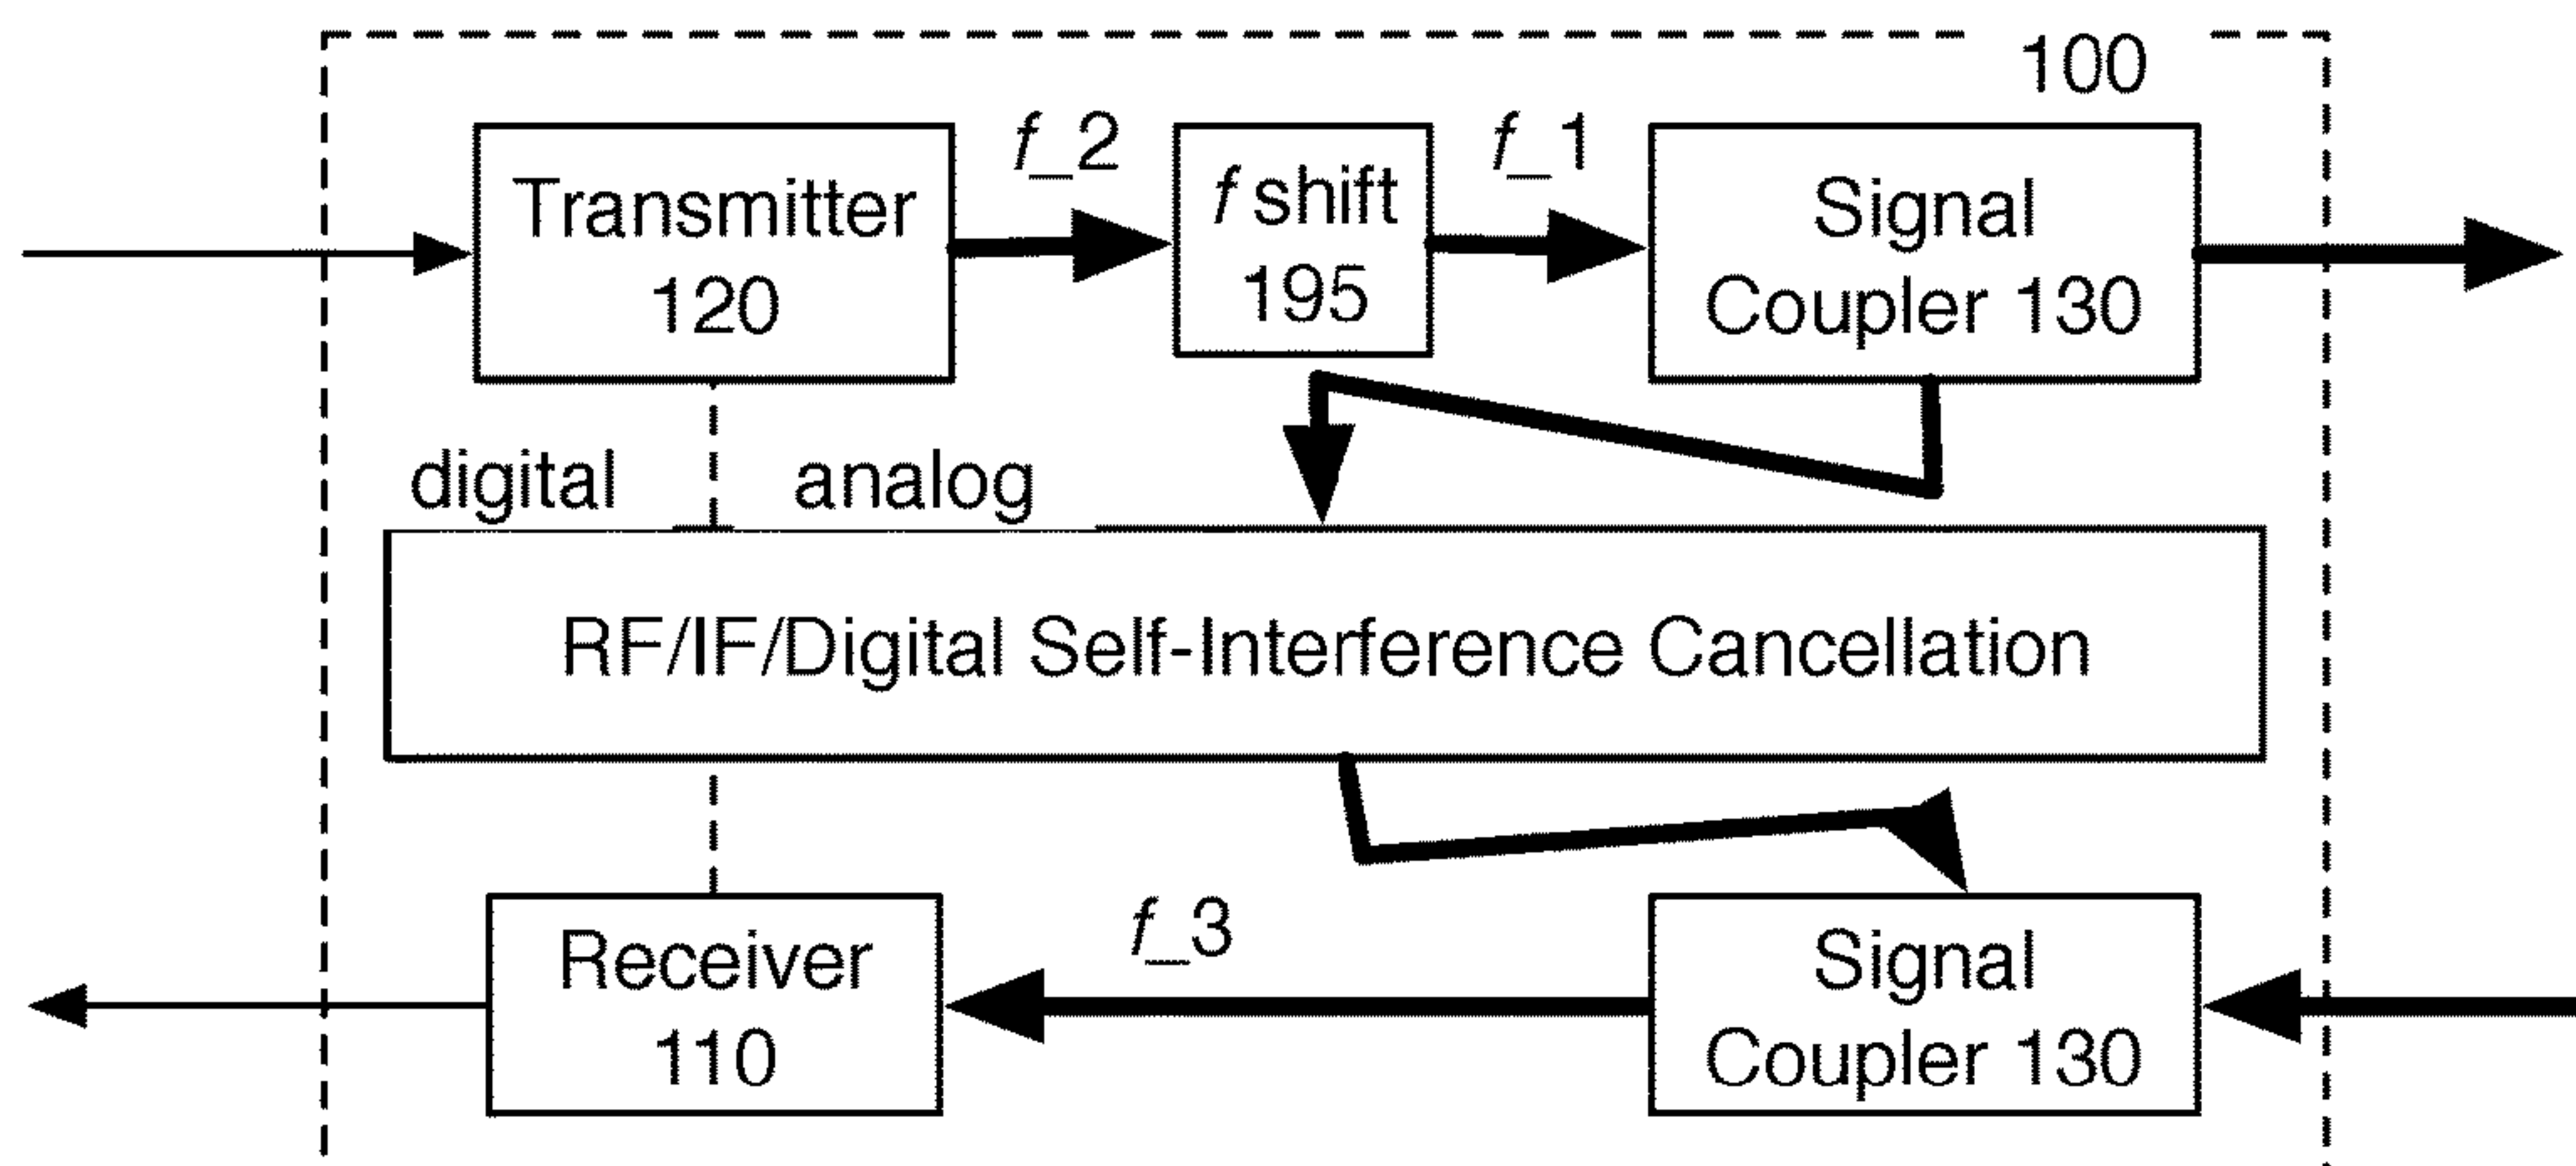 100
f_2
f_1
Transmitter
120
f shift
195
Signal
Coupler 130
digital
analog
RF/IF/Digital Self-Interference Cancellation
f_3
Receiver
110
Signal
Coupler 130